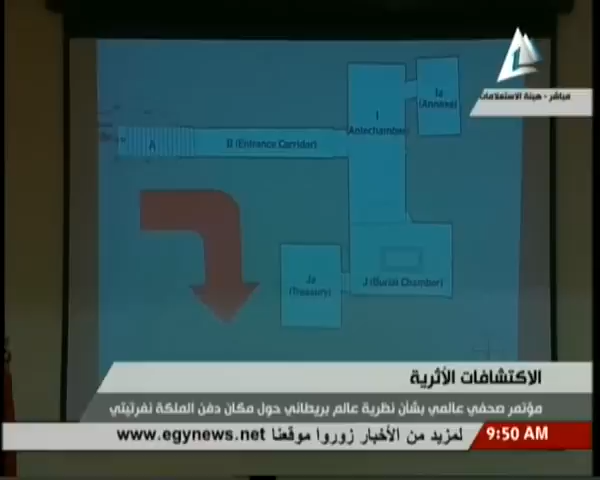 مباشر - هيئة الاستعلامات
Ia
(Annexe)
I
(Antechamber)
A
B (Entrance Corridor)
Ja
(Treasury)
J (Burial Chamber)
الاكتشافات الأثرية
مؤتمر صحفي عالمي بشأن نظرية عالم بريطاني حول مكان دفن الملكة نفرتيتي
لمزيد من الأخبار زوروا موقعنا www.egynews.net
9:50 AM